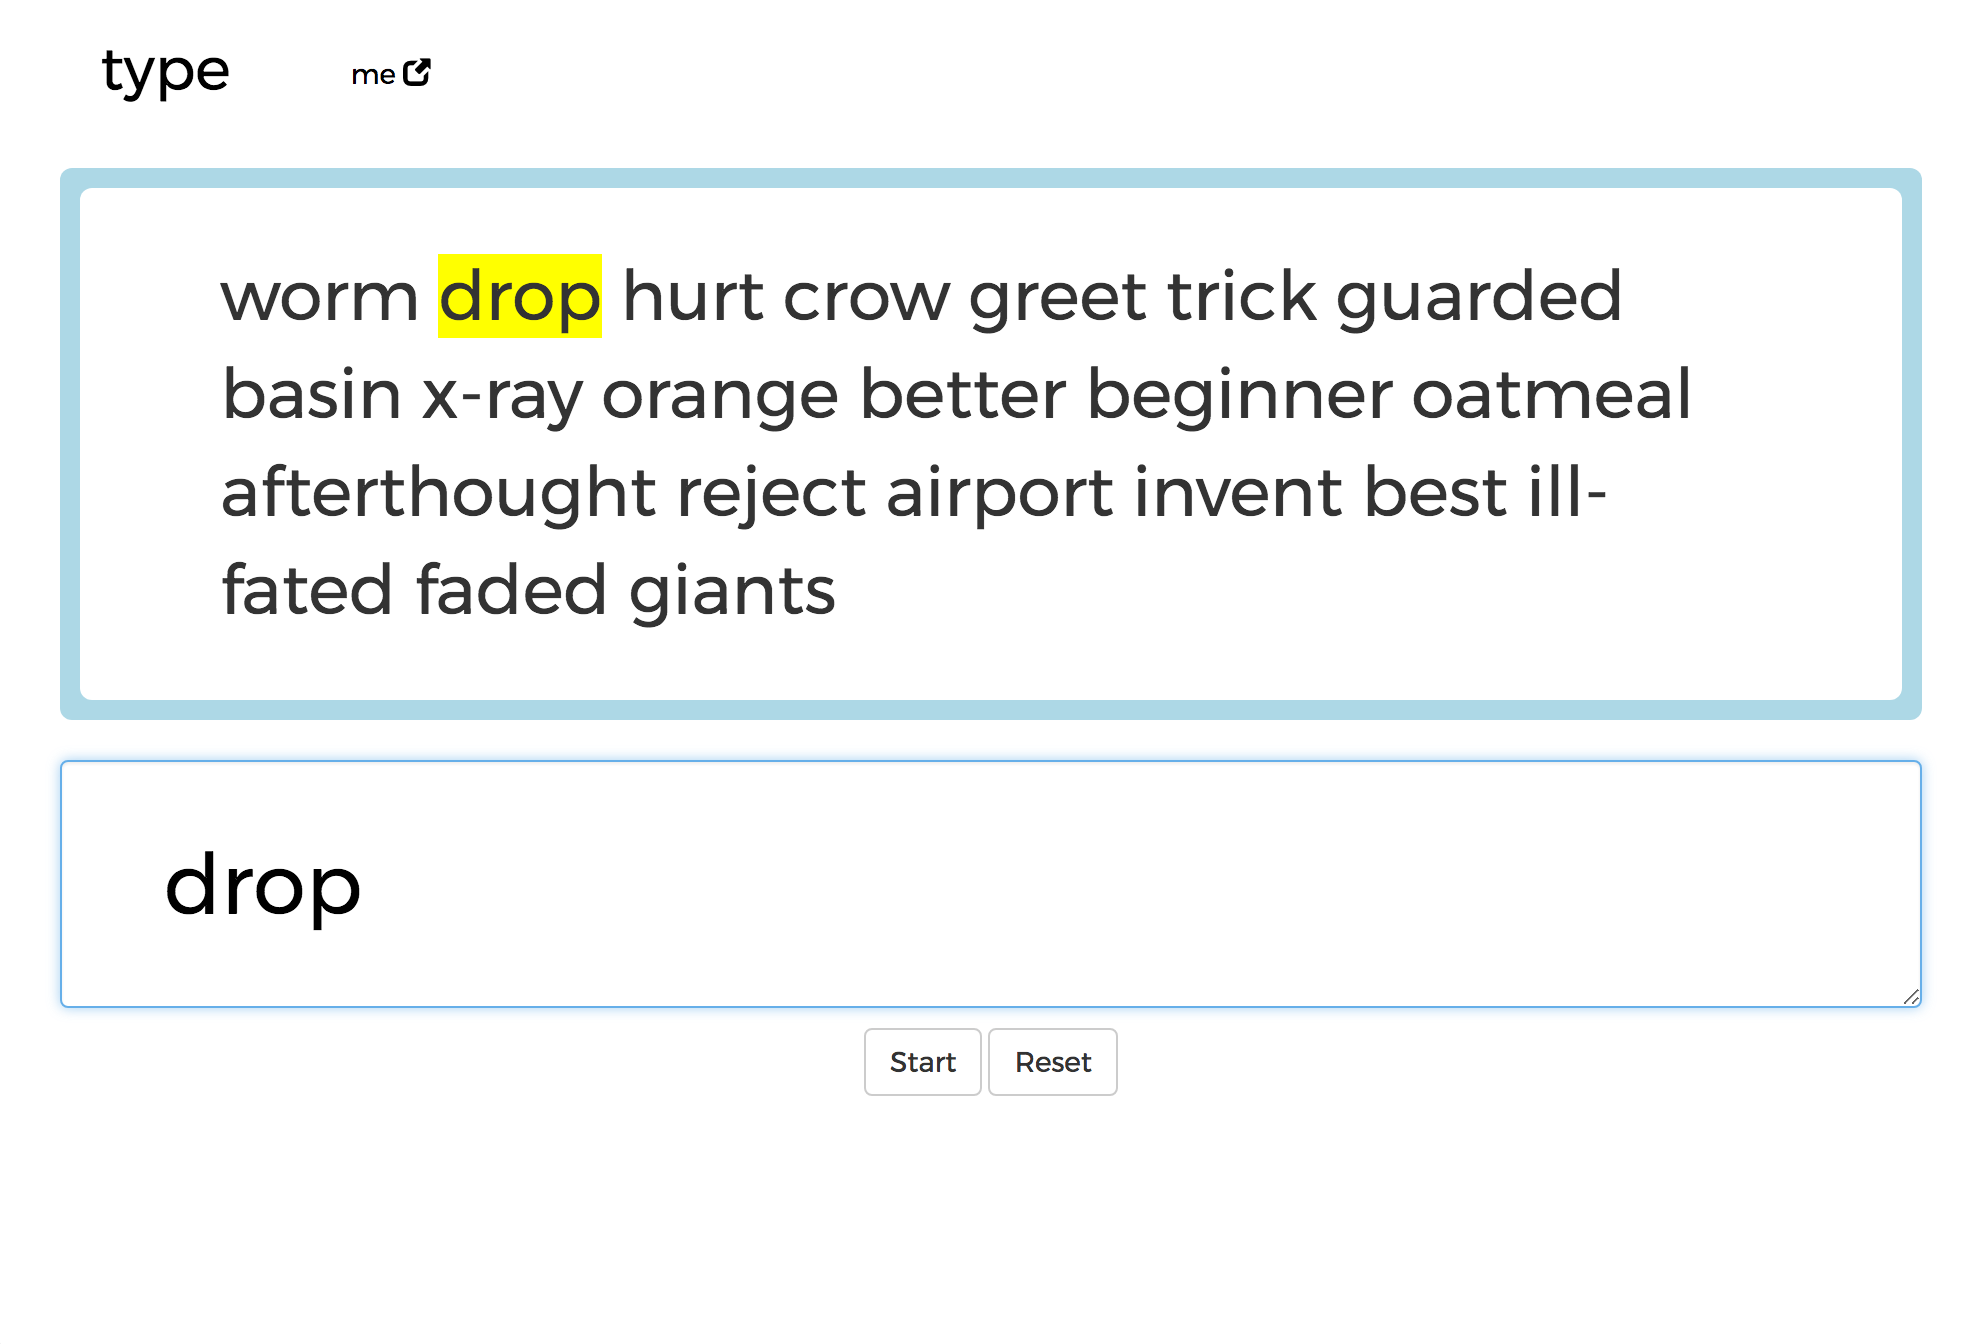 type me
worm drop hurt crow greet trick guarded
basin x-ray orange better beginner oatmeal
afterthought reject airport invent best ill-
fated faded giants
drop
Start Reset